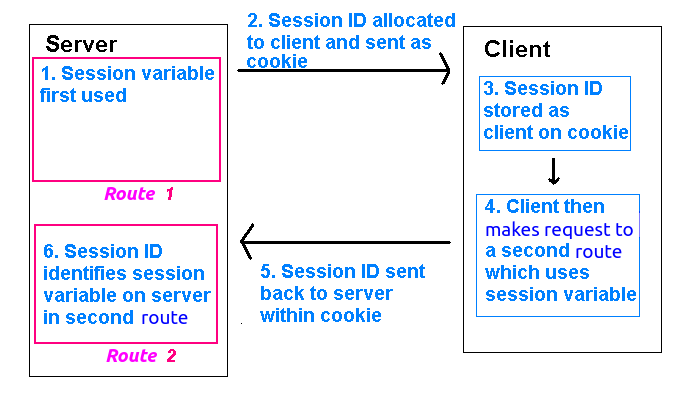 Server
1. Session variable
first used
Route 1
2. Session ID allocated
to client and sent as
cookie
Client
3. Session ID
stored as
client on cookie
4. Client then
makes request to
a second route
which uses
session variable
5. Session ID sent
back to server
within cookie
6. Session ID
identifies session
variable on server
in second route
Route 2